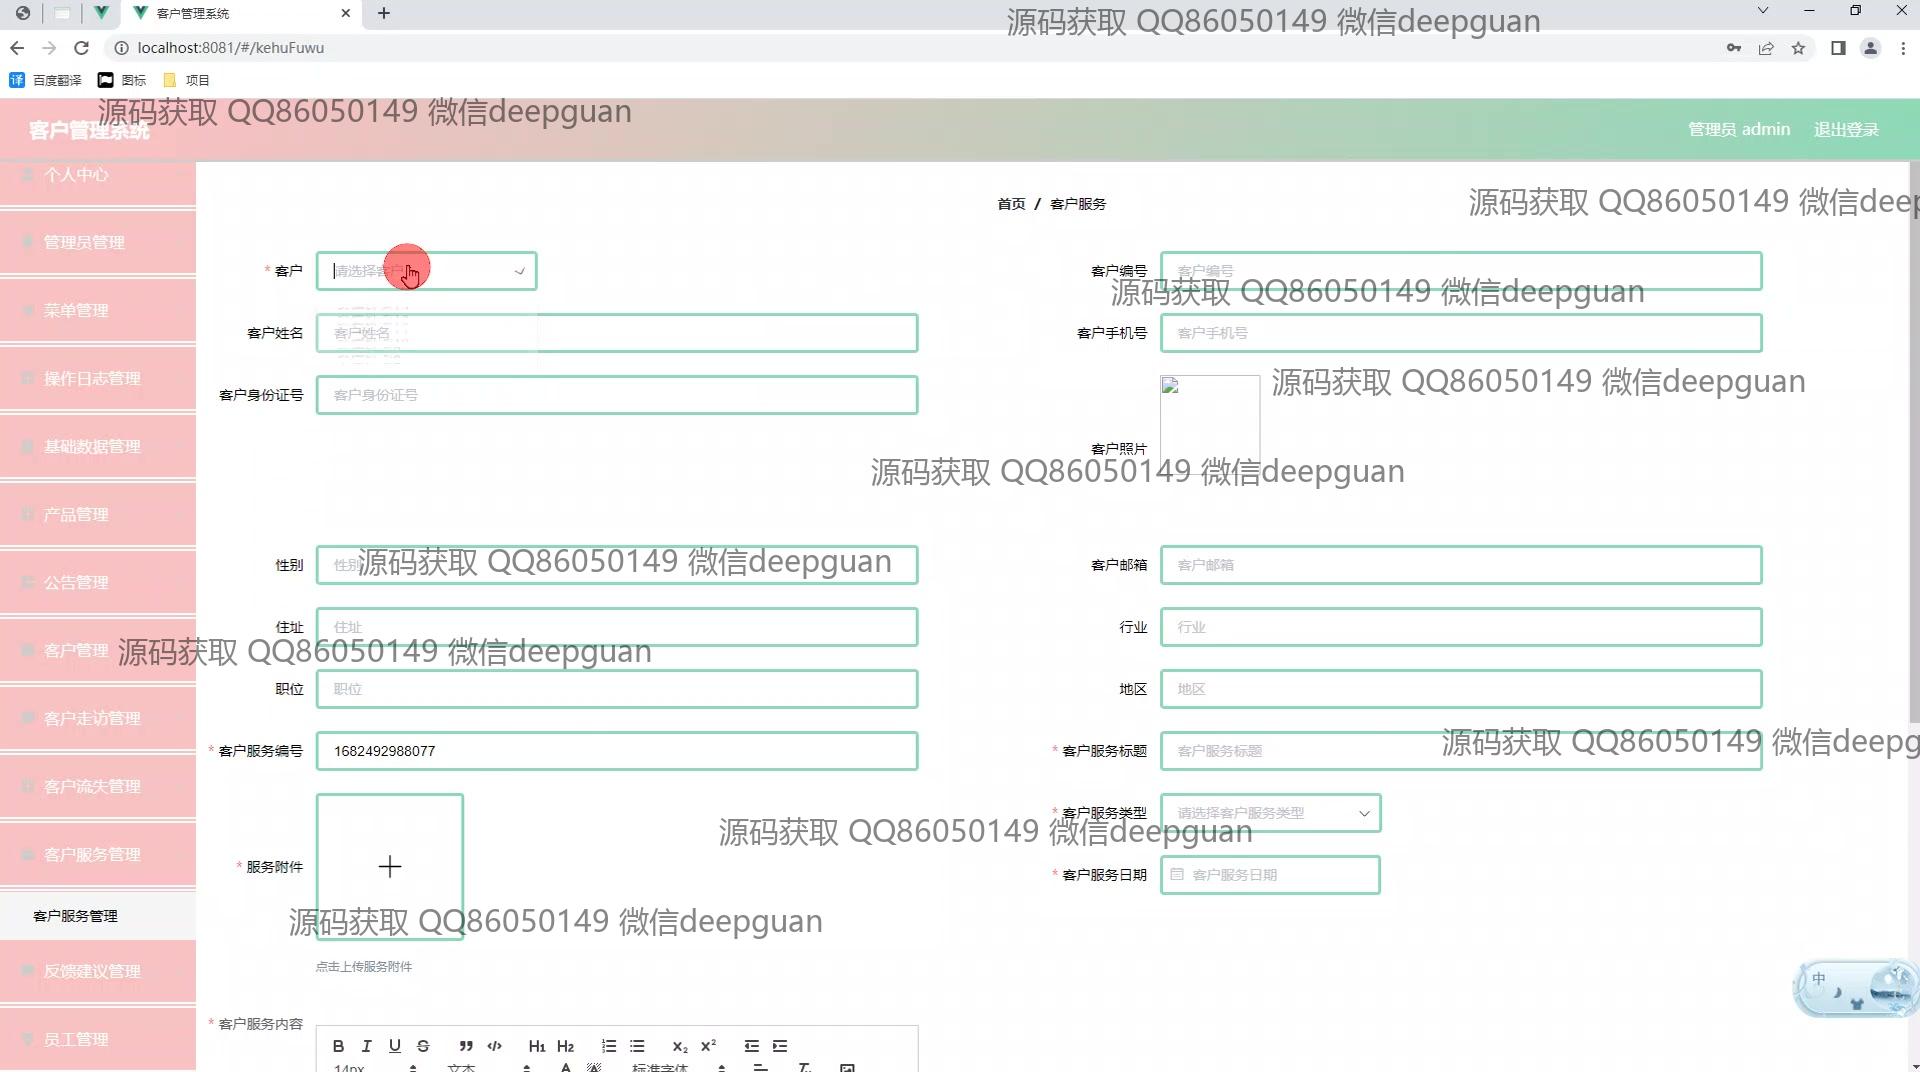 客户管理系统
源码获取 QQ86050149 微信deepguan
localhost:8081/#/kehuFuwu
百度翻译 图标 项目
源码获取 QQ86050149 微信deepguan
客户管理系统
管理员 admin 退出登录
个人中心
管理员管理
菜单管理
操作日志管理
基础数据管理
产品管理
公告管理
客户管理
客户走访管理
客户流失管理
客户服务管理
客户服务管理
反馈建议管理
员工管理
首页 / 客户服务
源码获取 QQ86050149 微信deep
* 客户 请选择客户
客户编号 客户编号
源码获取 QQ86050149 微信deepguan
客户姓名 客户姓名
客户手机号 客户手机号
客户身份证号 客户身份证号
源码获取 QQ86050149 微信deepguan
客户照片
源码获取 QQ86050149 微信deepguan
性别 性别
源码获取 QQ86050149 微信deepguan
客户邮箱 客户邮箱
住址 住址
行业 行业
源码获取 QQ86050149 微信deepguan
职位 职位
地区 地区
* 客户服务编号 1682492988077
* 客户服务标题 客户服务标题
源码获取 QQ86050149 微信deepg
* 客户服务类型 请选择客户服务类型
源码获取 QQ86050149 微信deepguan
* 服务附件
* 客户服务日期 客户服务日期
源码获取 QQ86050149 微信deepguan
点击上传服务附件
中
* 客户服务内容
B I U S H1 H2 X2 X2
14px 文本 标准字体